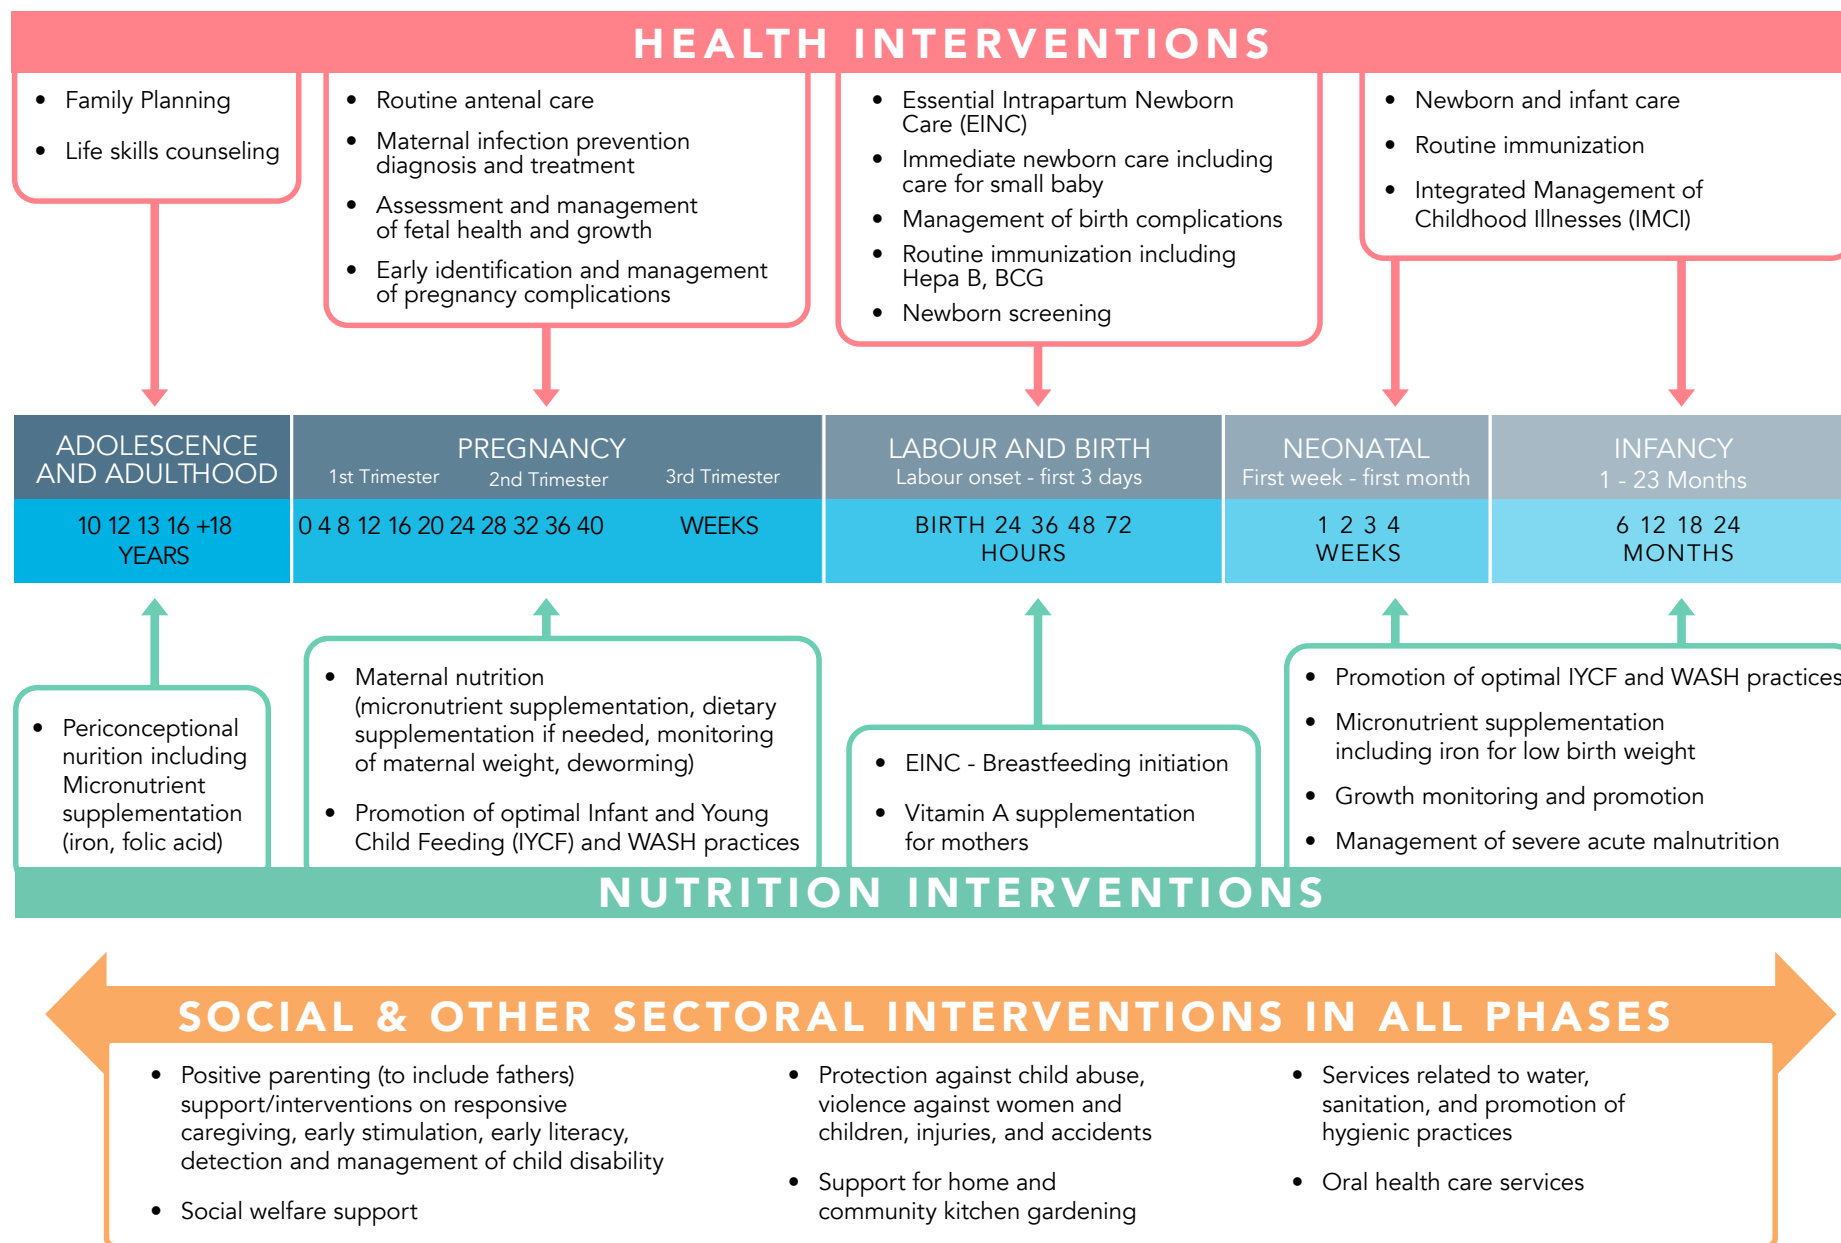 HEALTH INTERVENTIONS
• Family Planning
• Life skills counseling
• Routine antenal care
• Maternal infection prevention
diagnosis and treatment
• Assessment and management
of fetal health and growth
• Early identification and management
of pregnancy complications
• Essential Intrapartum Newborn
Care (EINC)
• Immediate newborn care including
care for small baby
• Management of birth complications
• Routine immunization including
Hepa B, BCG
• Newborn screening
• Newborn and infant care
• Routine immunization
• Integrated Management of
Childhood Illnesses (IMCI)
ADOLESCENCE
AND ADULTHOOD
10 12 13 16 +18
YEARS
PREGNANCY
1st Trimester 2nd Trimester 3rd Trimester
0 4 8 12 16 20 24 28 32 36 40 WEEKS
LABOUR AND BIRTH
Labour onset - first 3 days
BIRTH 24 36 48 72
HOURS
NEONATAL
First week - first month
1 2 3 4
WEEKS
INFANCY
1 - 23 Months
6 12 18 24
MONTHS
• Periconceptional
nurition including
Micronutrient
supplementation
(iron, folic acid)
• Maternal nutrition
(micronutrient supplementation, dietary
supplementation if needed, monitoring
of maternal weight, deworming)
• Promotion of optimal Infant and Young
Child Feeding (IYCF) and WASH practices
• EINC - Breastfeeding initiation
• Vitamin A supplementation
for mothers
• Promotion of optimal IYCF and WASH practices
• Micronutrient supplementation
including iron for low birth weight
• Growth monitoring and promotion
• Management of severe acute malnutrition
NUTRITION INTERVENTIONS
SOCIAL & OTHER SECTORAL INTERVENTIONS IN ALL PHASES
• Positive parenting (to include fathers)
support/interventions on responsive
caregiving, early stimulation, early literacy,
detection and management of child disability
• Social welfare support
• Protection against child abuse,
violence against women and
children, injuries, and accidents
• Support for home and
community kitchen gardening
• Services related to water,
sanitation, and promotion of
hygienic practices
• Oral health care services